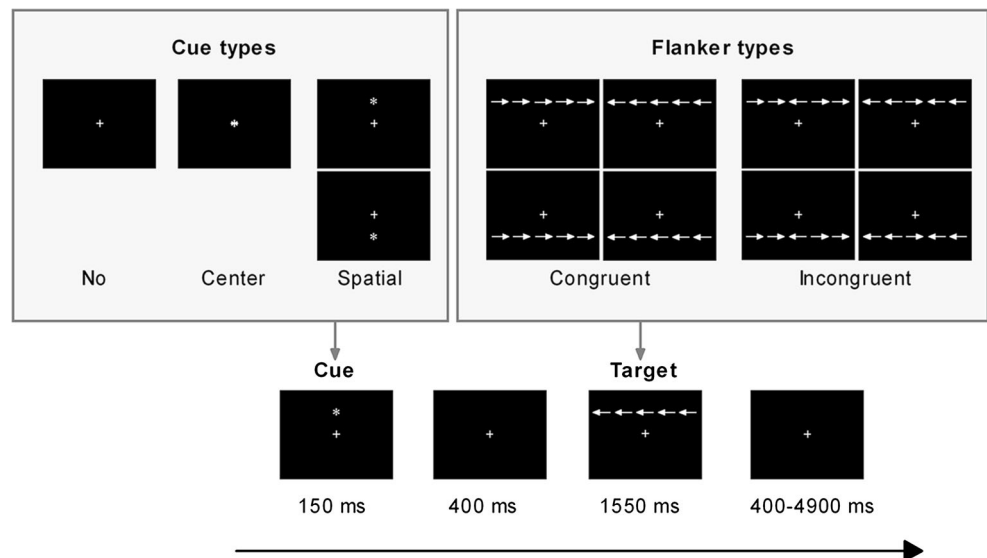 Cue types
No
Center
Spatial
Flanker types
Congruent
Incongruent
Cue
Target
150 ms
400 ms
1550 ms
400-4900 ms